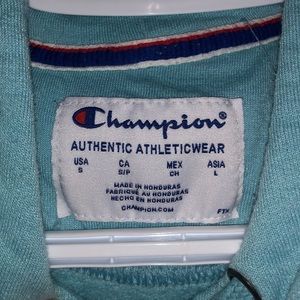 Champion®
AUTHENTIC ATHLETICWEAR
USA CA MEX ASIA
S S/P CH L
MADE IN HONDURAS
FABRIQUÉ AU HONDURAS
HECHO EN HONDURAS
CHAMPION.COM FTX